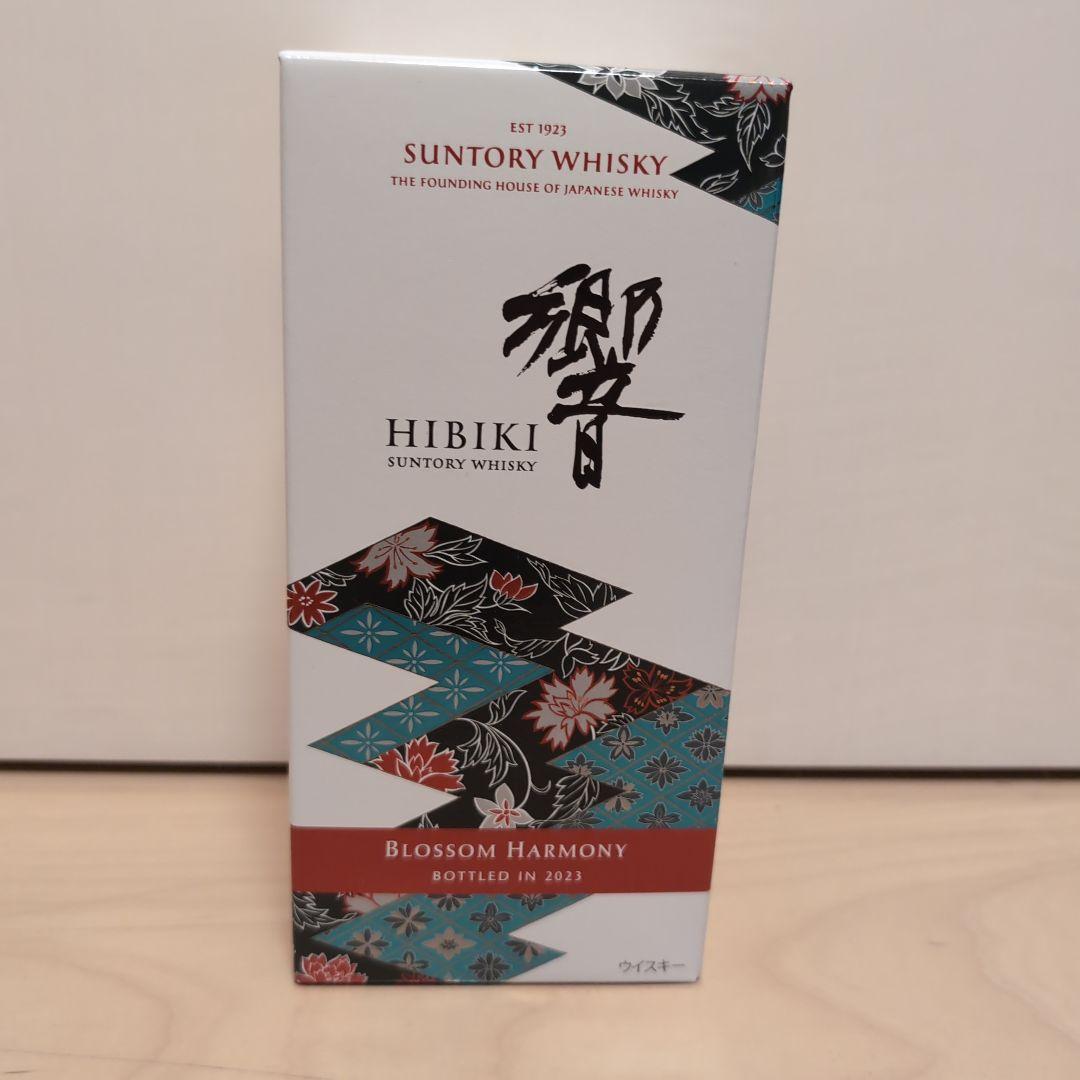 EST 1923
SUNTORY WHISKY
THE FOUNDING HOUSE OF JAPANESE WHISKY
響
HIBIKI
SUNTORY WHISKY
BLOSSOM HARMONY
BOTTLED IN 2023
ウイスキー